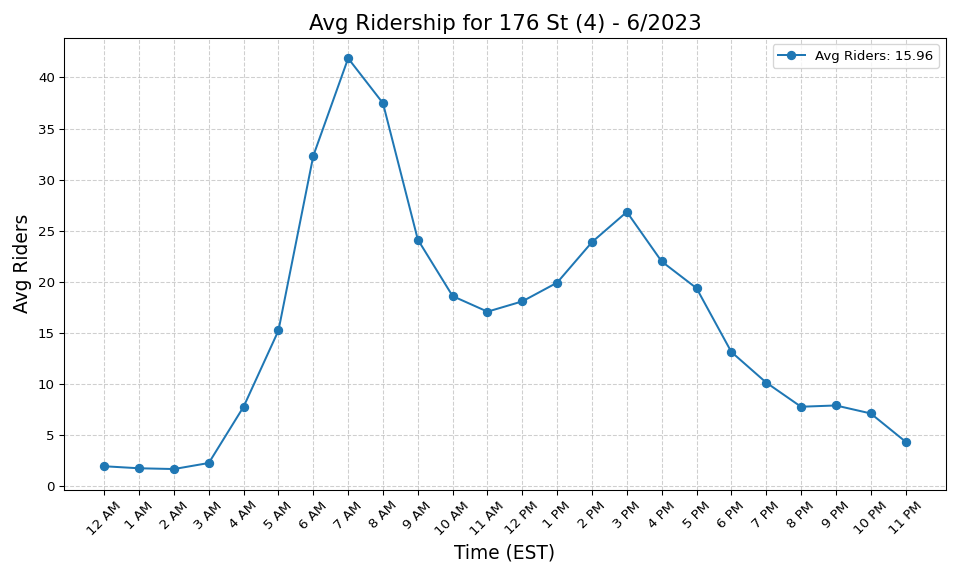 Avg Ridership for 176 St (4) - 6/2023
Avg Riders: 15.96
Avg Riders
40
35
30
25
20
15
10
5
0
12 AM
1 AM
2 AM
3 AM
4 AM
5 AM
6 AM
7 AM
8 AM
9 AM
10 AM
11 AM
12 PM
1 PM
2 PM
3 PM
4 PM
5 PM
6 PM
7 PM
8 PM
9 PM
10 PM
11 PM
Time (EST)